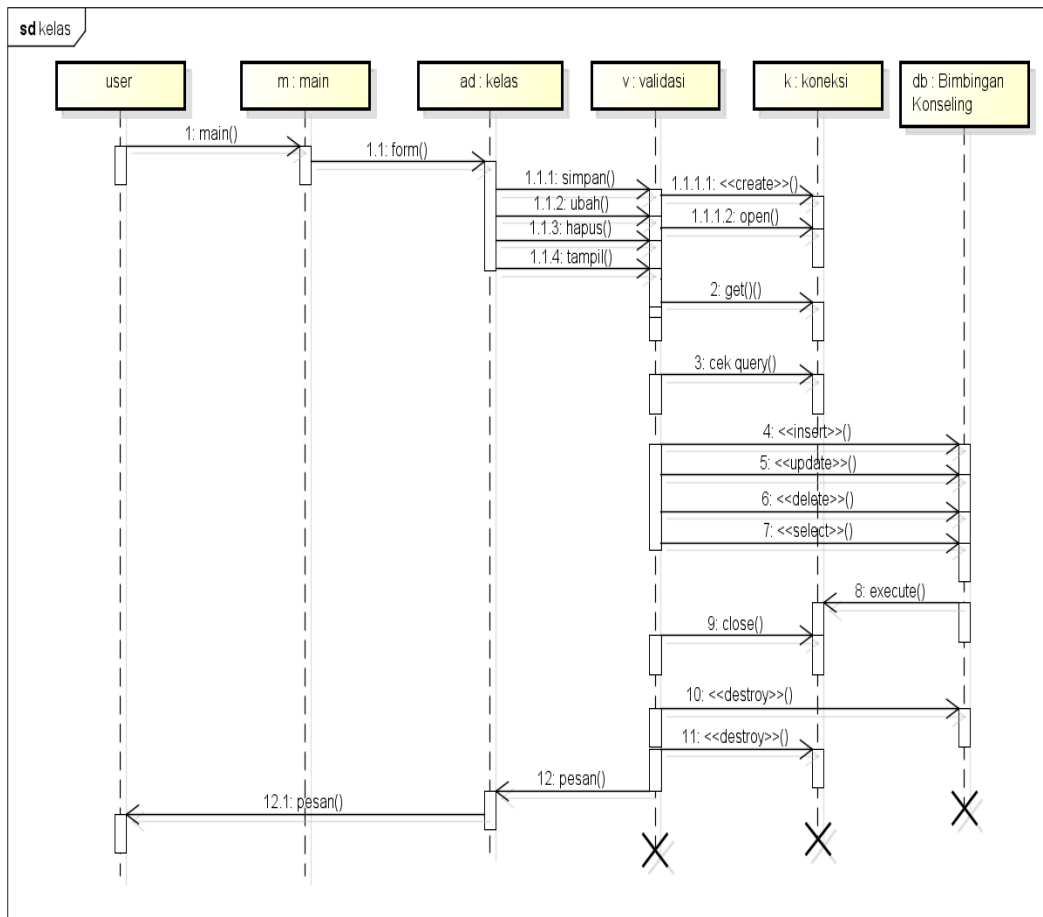 sd kelas
user
m : main
ad : kelas
v : validasi
k : koneksi
db : Bimbingan
Konseling
1: main()
1.1: form()
1.1.1: simpan()
1.1.1.1: <<create>>()
1.1.2: ubah()
1.1.1.2: open()
1.1.3: hapus()
1.1.4: tampil()
2: get()()
3: cek query()
4: <<insert>>()
5: <<update>>()
6: <<delete>>()
7: <<select>>()
8: execute()
9: close()
10: <<destroy>>()
11: <<destroy>>()
12: pesan()
12.1: pesan()